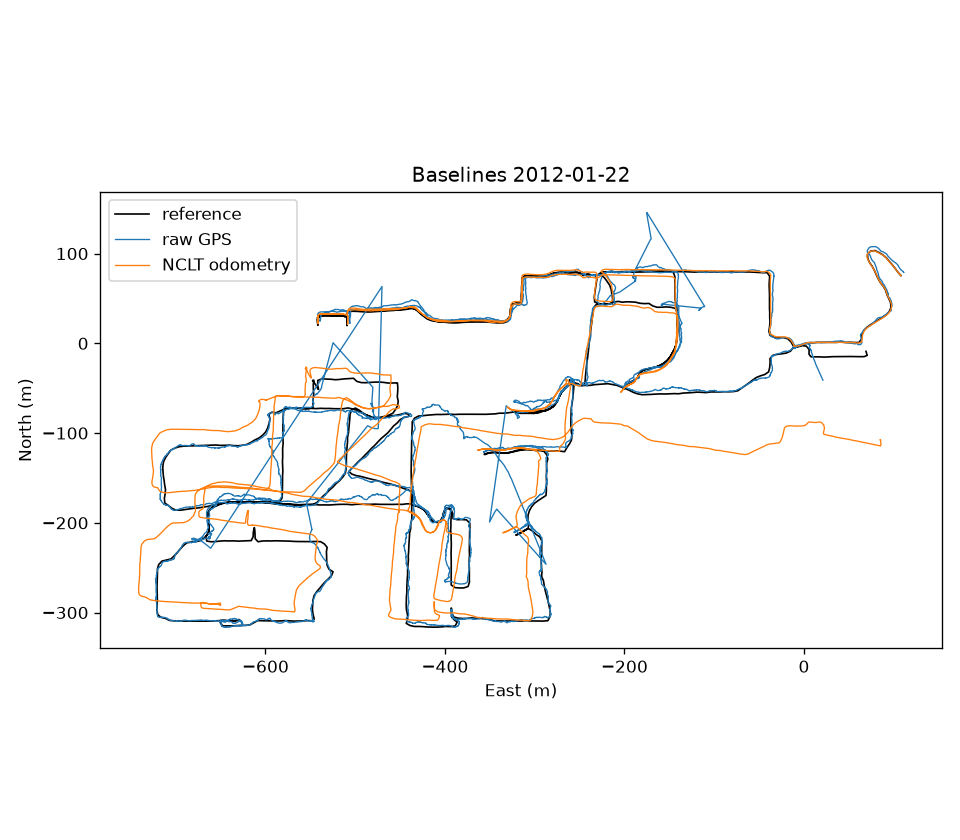 Baselines 2012-01-22
reference
raw GPS
NCLT odometry
100
0
−100
−200
−300
North (m)
−600
−400
−200
0
East (m)